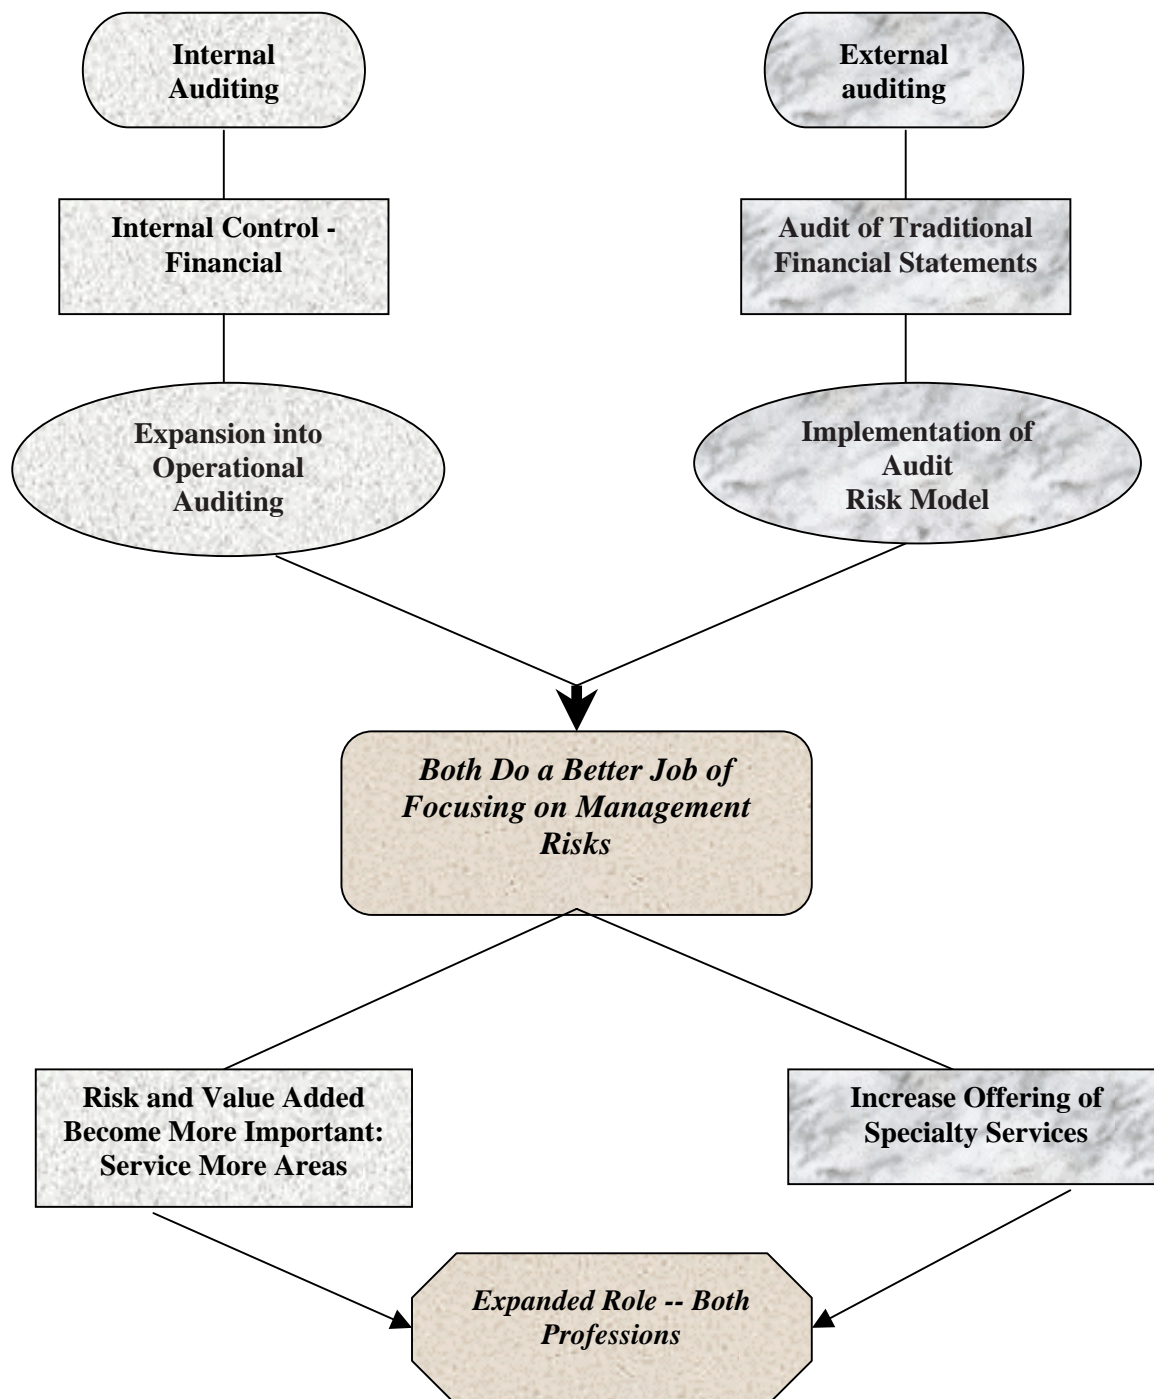 Internal
Auditing
External
auditing
Internal Control -
Financial
Audit of Traditional
Financial Statements
Expansion into
Operational
Auditing
Implementation of
Audit
Risk Model
Both Do a Better Job of
Focusing on Management
Risks
Risk and Value Added
Become More Important:
Service More Areas
Increase Offering of
Specialty Services
Expanded Role -- Both
Professions